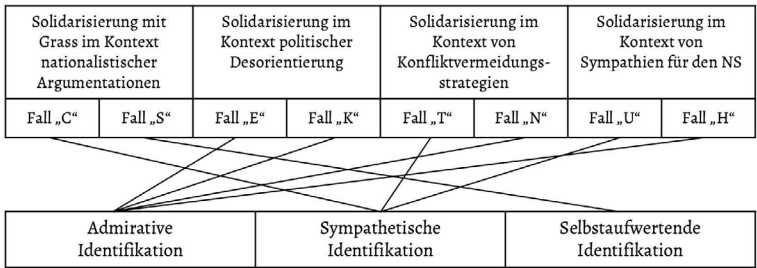 Solidarisierung mit
Grass im Kontext
nationalistischer
Argumentationen
Solidarisierung im
Kontext politischer
Desorientierung
Solidarisierung im
Kontext von
Konfliktvermeidungs-
strategien
Solidarisierung im
Kontext von
Sympathien für den NS
Fall „C“
Fall „S“
Fall „E“
Fall „K“
Fall „T“
Fall „N“
Fall „U“
Fall „H“
Admirative
Identifikation
Sympathetische
Identifikation
Selbstaufwertende
Identifikation